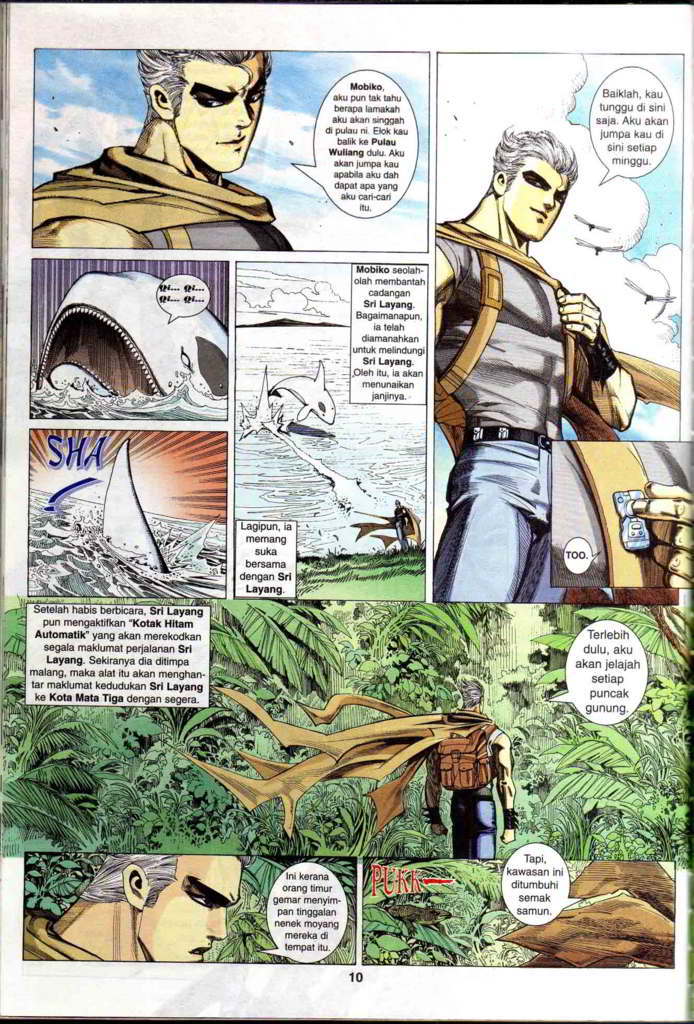 Mobiko,
aku pun tak tahu
berapa lamakah
aku akan singgah
di pulau ni. Elok kau
balik ke Pulau
Wuliang dulu. Aku
akan jumpa kau
apabila aku dah
dapat apa yang
aku cari-cari
itu.
Baiklah, kau
tunggu di sini
saja. Aku akan
jumpa kau di
sini setiap
minggu.
Qi... Qi...
Qi... Qi...
Mobiko seolah-
olah membantah
cadangan
Sri Layang.
Bagaimanapun,
ia telah
diamanahkan
untuk melindungi
Sri Layang.
Oleh itu, ia akan
menunaikan
janjinya.
SHA
Lagipun, ia
memang
suka
bersama
dengan Sri
Layang.
TOO.
Setelah habis berbicara, Sri Layang
pun mengaktifkan "Kotak Hitam
Automatik" yang akan merekodkan
segala maklumat perjalanan Sri
Layang. Sekiranya dia ditimpa
malang, maka alat itu akan menghan-
tar maklumat kedudukan Sri Layang
ke Kota Mata Tiga dengan segera.
Terlebih
dulu, aku
akan jelajah
setiap
puncak
gunung.
Ini kerana
orang timur
gemar menyim-
pan tinggalan
nenek moyang
mereka di
tempat itu.
PUKK
Tapi,
kawasan ini
ditumbuhi
semak
samun.
10